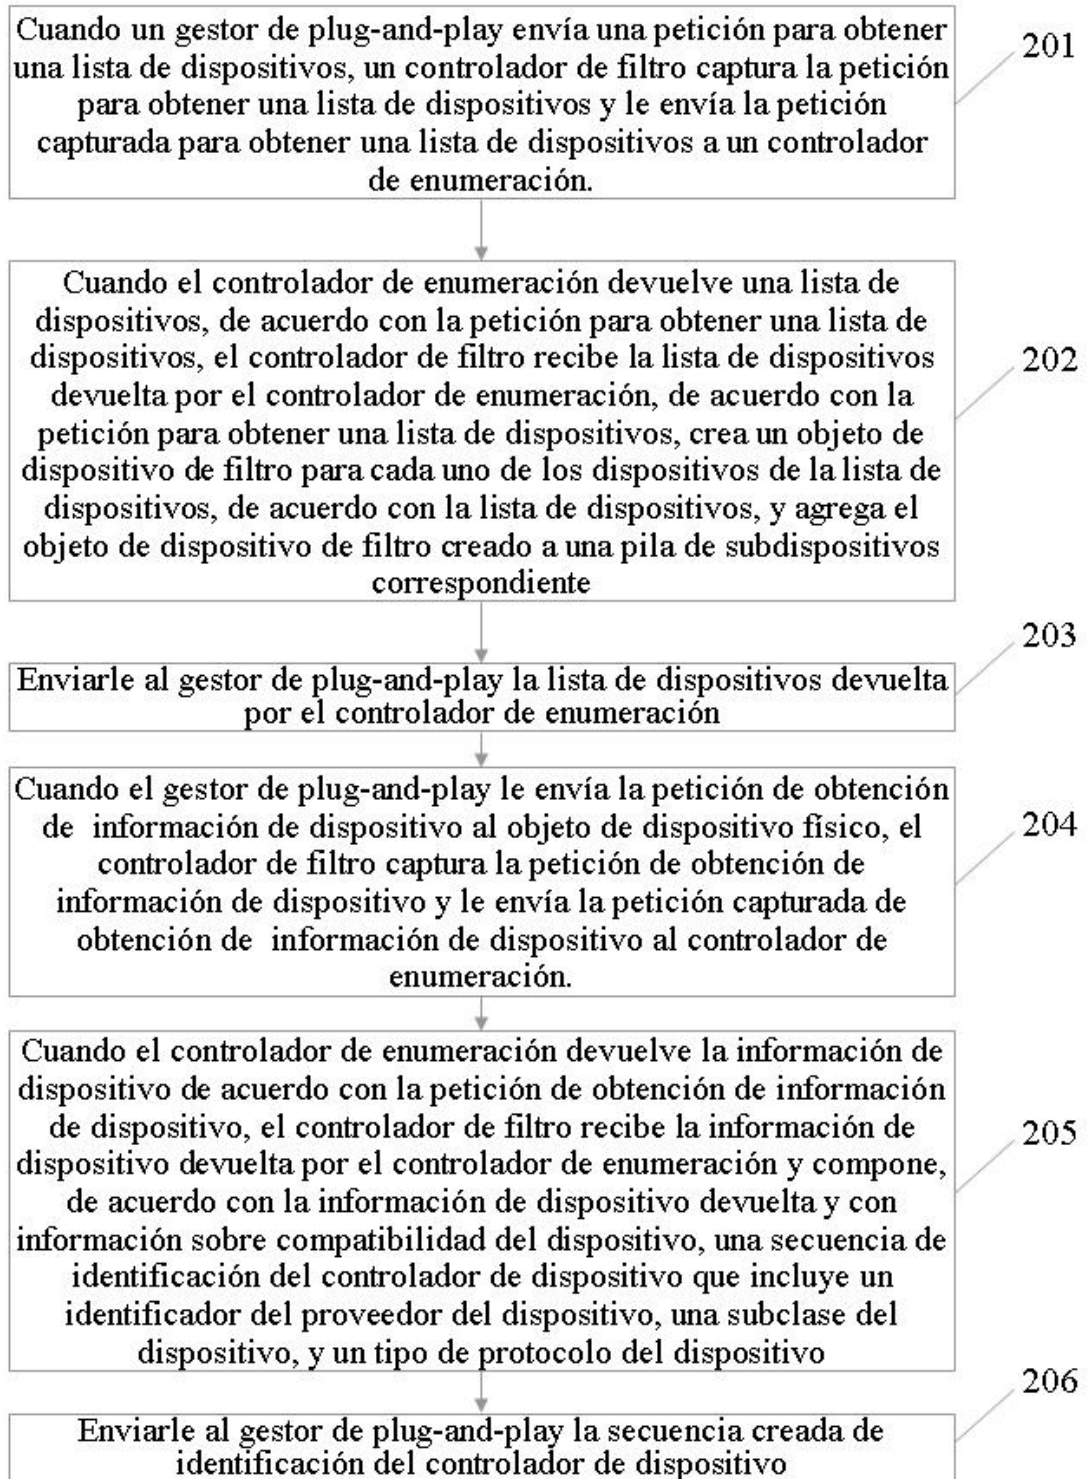 Cuando un gestor de plug-and-play envía una petición para obtener
una lista de dispositivos, un controlador de filtro captura la petición
para obtener una lista de dispositivos y le envía la petición
capturada para obtener una lista de dispositivos a un controlador
de enumeración.
201
Cuando el controlador de enumeración devuelve una lista de
dispositivos, de acuerdo con la petición para obtener una lista de
dispositivos, el controlador de filtro recibe la lista de dispositivos
devuelta por el controlador de enumeración, de acuerdo con la
petición para obtener una lista de dispositivos, crea un objeto de
dispositivo de filtro para cada uno de los dispositivos de la lista de
dispositivos, de acuerdo con la lista de dispositivos, y agrega el
objeto de dispositivo de filtro creado a una pila de subdispositivos
correspondiente
202
Enviarle al gestor de plug-and-play la lista de dispositivos devuelta
por el controlador de enumeración
203
Cuando el gestor de plug-and-play le envía la petición de obtención
de información de dispositivo al objeto de dispositivo físico, el
controlador de filtro captura la petición de obtención de
información de dispositivo y le envía la petición capturada de
obtención de información de dispositivo al controlador de
enumeración.
204
Cuando el controlador de enumeración devuelve la información de
dispositivo de acuerdo con la petición de obtención de información
de dispositivo, el controlador de filtro recibe la información de
dispositivo devuelta por el controlador de enumeración y compone,
de acuerdo con la información de dispositivo devuelta y con
información sobre compatibilidad del dispositivo, una secuencia de
identificación del controlador de dispositivo que incluye un
identificador del proveedor del dispositivo, una subclase del
dispositivo, y un tipo de protocolo del dispositivo
205
Enviarle al gestor de plug-and-play la secuencia creada de
identificación del controlador de dispositivo
206